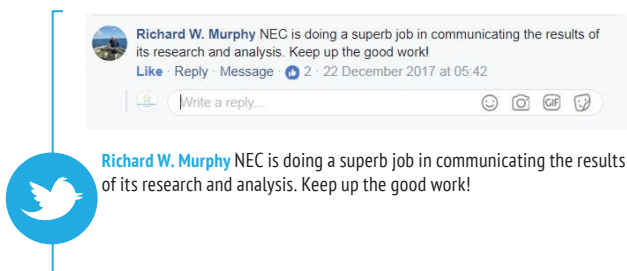 Richard W. Murphy NEC is doing a superb job in communicating the results of
its research and analysis. Keep up the good work!
Like · Reply · Message · 2 · 22 December 2017 at 05:42
Write a reply...
GIF
Richard W. Murphy NEC is doing a superb job in communicating the results
of its research and analysis. Keep up the good work!